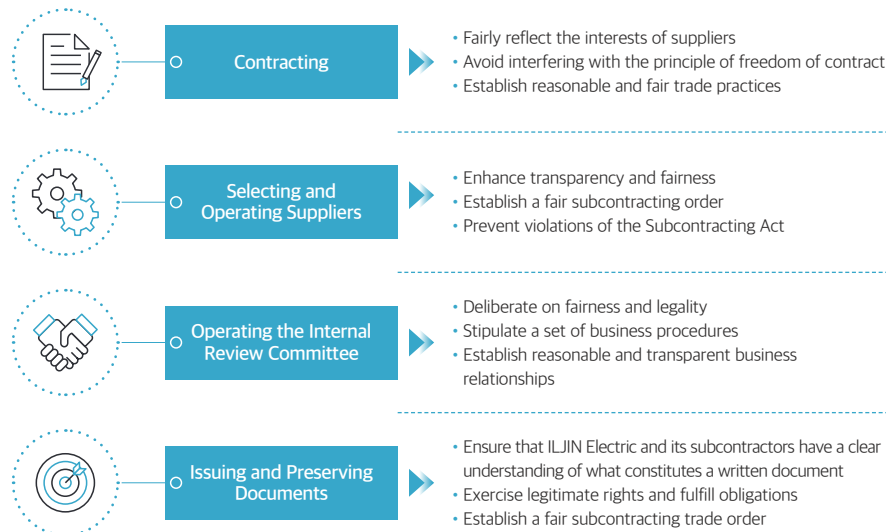 Contracting
• Fairly reflect the interests of suppliers
• Avoid interfering with the principle of freedom of contract
• Establish reasonable and fair trade practices
Selecting and
Operating Suppliers
• Enhance transparency and fairness
• Establish a fair subcontracting order
• Prevent violations of the Subcontracting Act
Operating the Internal
Review Committee
• Deliberate on fairness and legality
• Stipulate a set of business procedures
• Establish reasonable and transparent business
relationships
Issuing and Preserving
Documents
• Ensure that ILJIN Electric and its subcontractors have a clear
understanding of what constitutes a written document
• Exercise legitimate rights and fulfill obligations
• Establish a fair subcontracting trade order